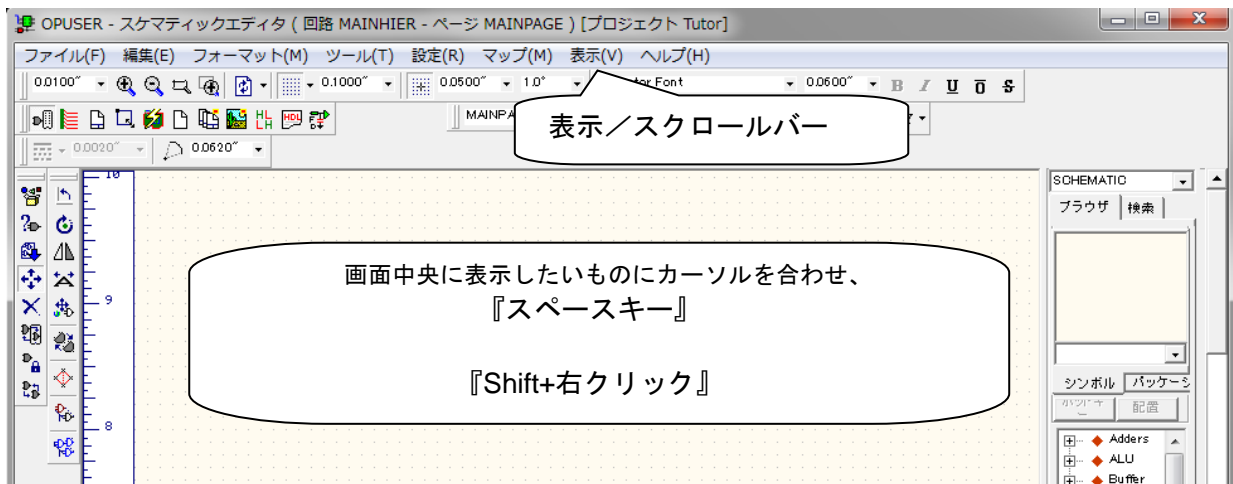 OPUSER - スケマティックエディタ ( 回路 MAINHIER - ページ MAINPAGE ) [プロジェクト Tutor]
ファイル(F) 編集(E) フォーマット(M) ツール(T) 設定(R) マップ(M) 表示(V) ヘルプ(H)
0.0100″ 0.1000″ 0.0500″ 1.0° Font 0.0600″ B I U O S
HL LH HDL MAINPA
表示／スクロールバー
0.0020″ 0.0620″
10
SCHEMATIC
ブラウザ 検索
画面中央に表示したいものにカーソルを合わせ、
『スペースキー』
9
『Shift+右クリック』
シンボル パッケーシ
配置
8
Adders
ALU
Buffer